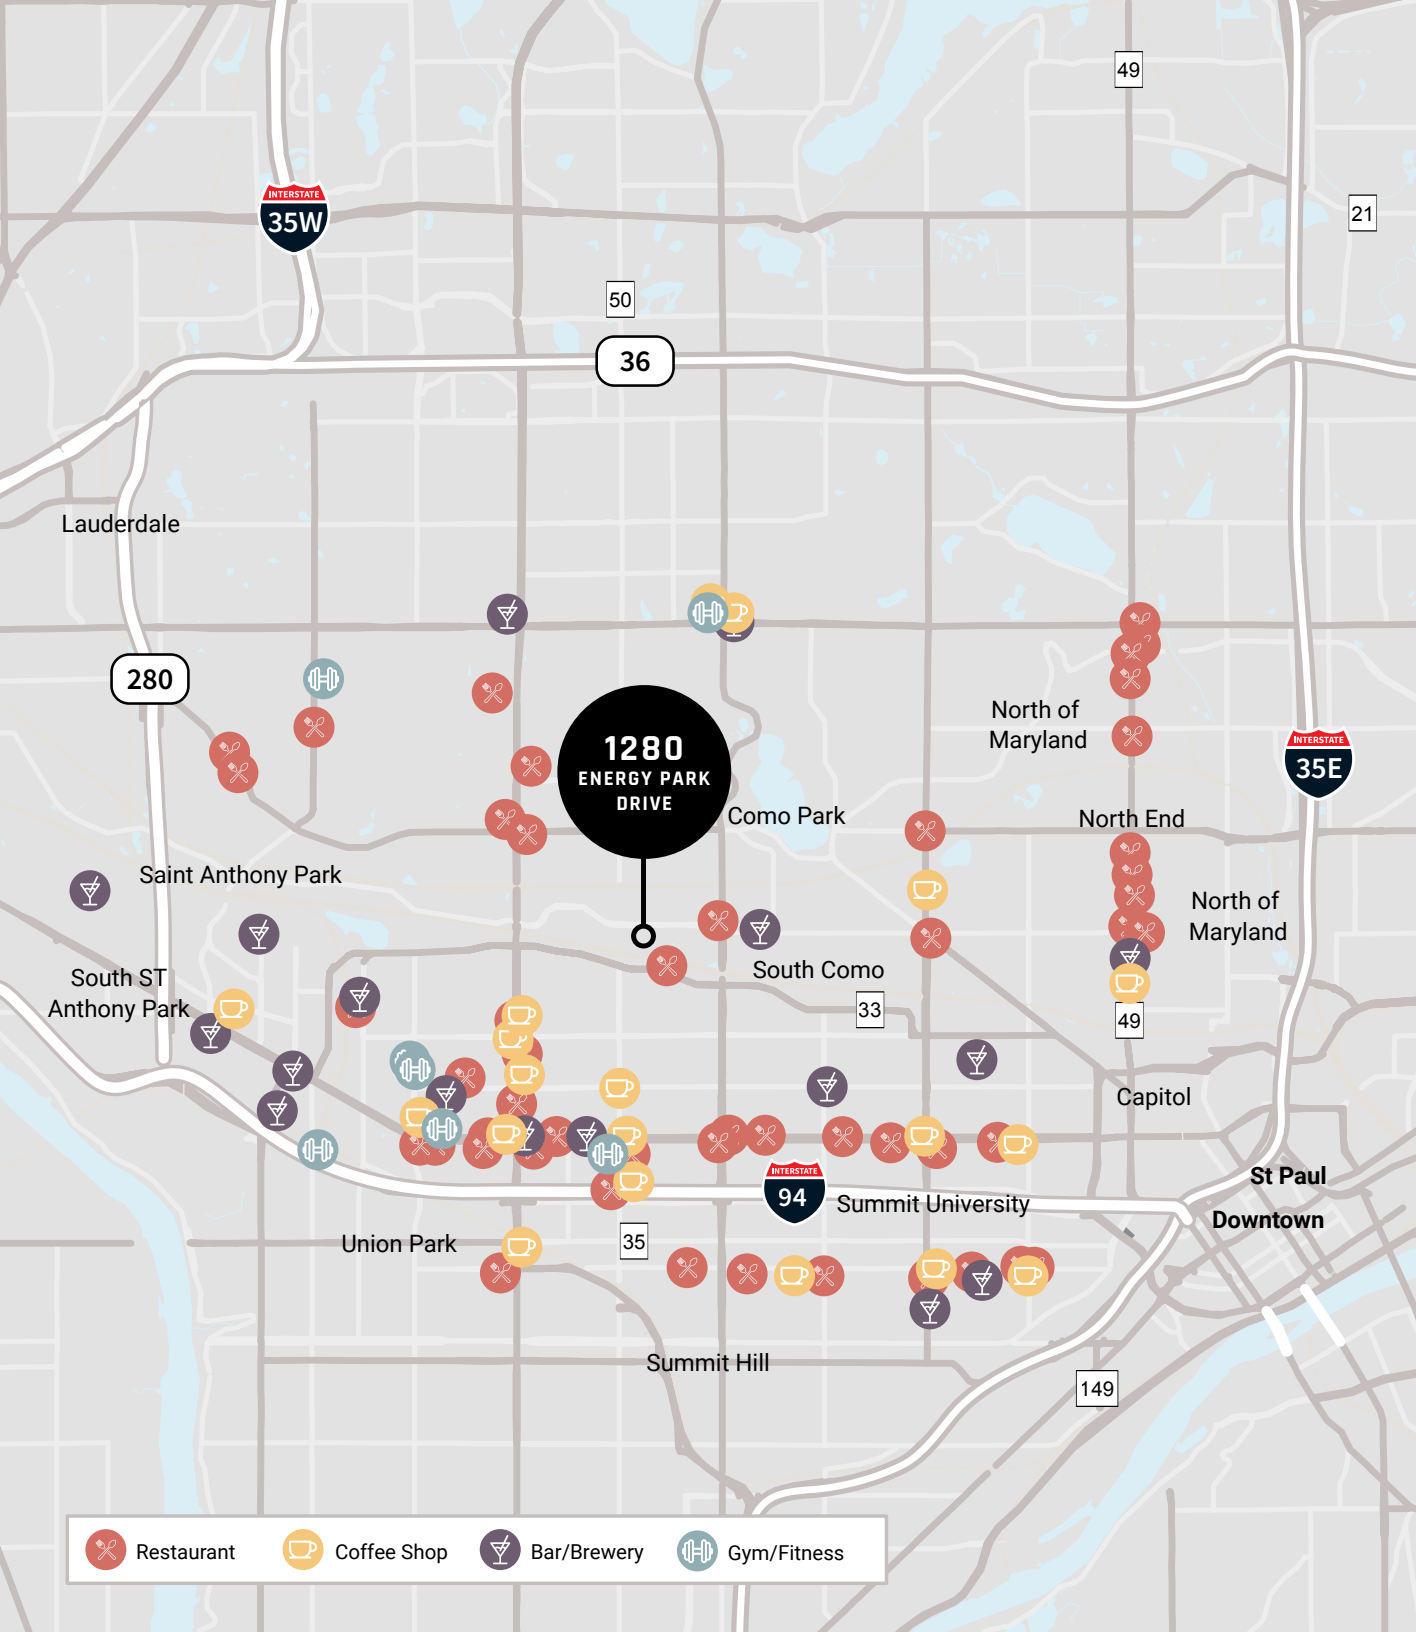 49
INTERSTATE
35W
21
50
36
Lauderdale
280
North of
Maryland
INTERSTATE
35E
1280
ENERGY PARK
DRIVE
Como Park
North End
Saint Anthony Park
North of
Maryland
South ST
Anthony Park
South Como
33
49
Capitol
St Paul
Downtown
INTERSTATE
94
Summit University
Union Park
35
Summit Hill
149
Restaurant
Coffee Shop
Bar/Brewery
Gym/Fitness